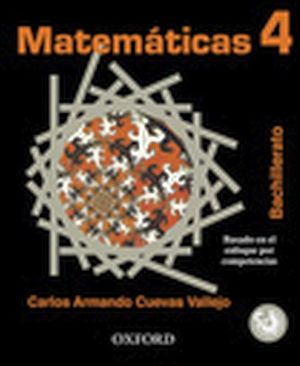 Matemáticas 4
Bachillerato
Basado en el
enfoque por
competencias
Carlos Armando Cuevas Vallejo
OXFORD